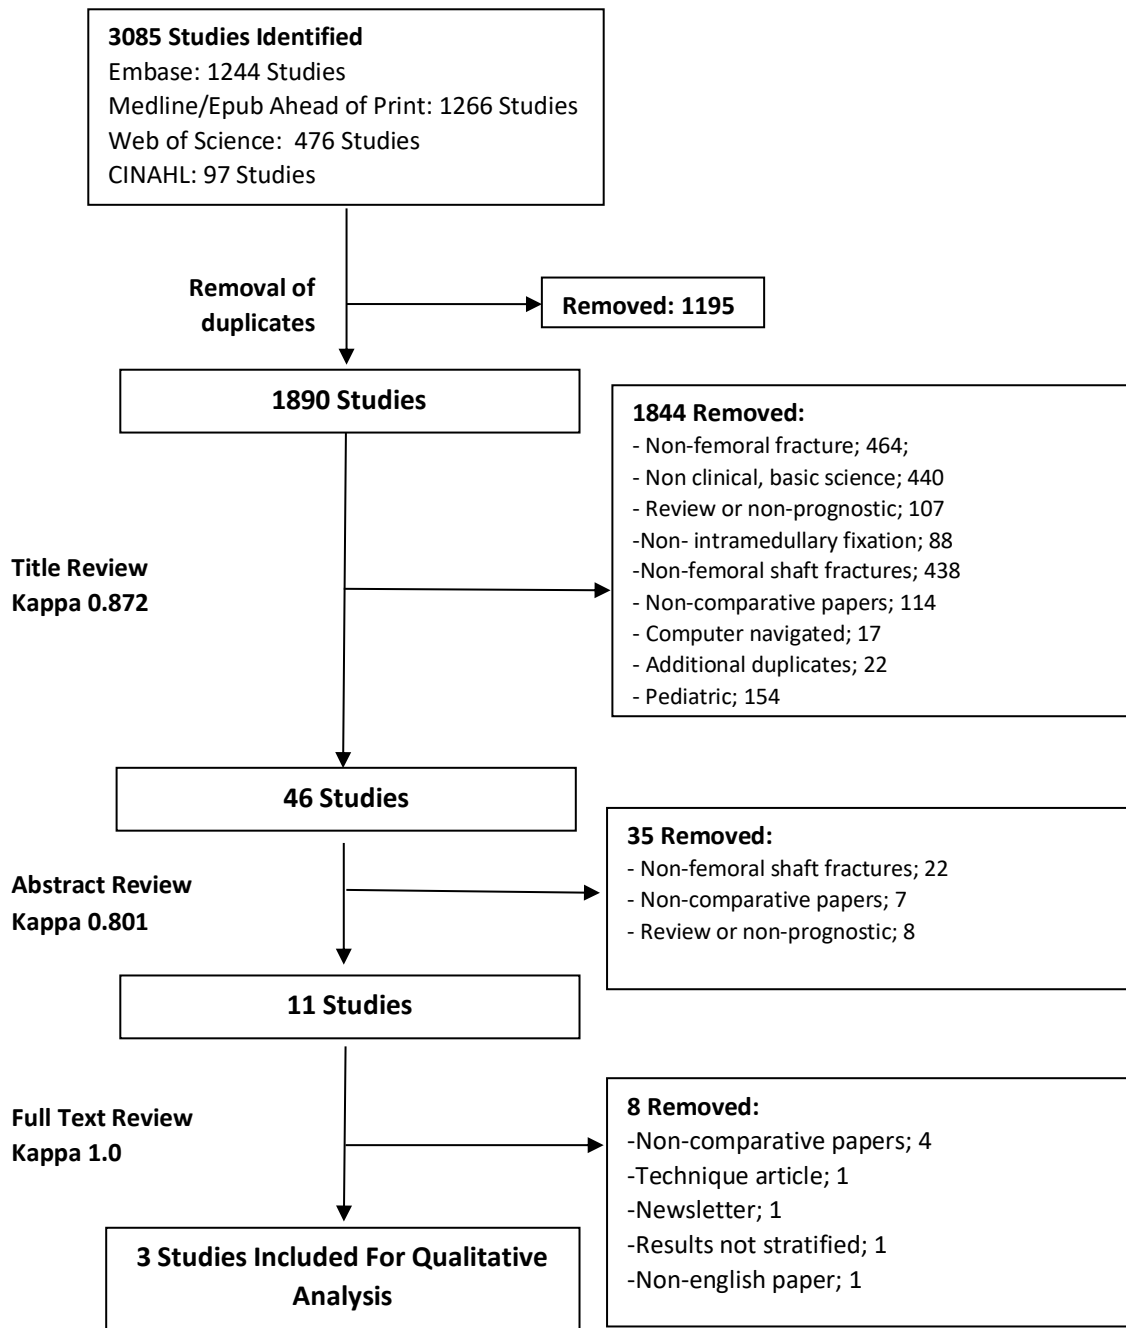 3085 Studies Identified
Embase: 1244 Studies
Medline/Epub Ahead of Print: 1266 Studies
Web of Science:  476 Studies
CINAHL: 97 Studies
Removal of
duplicates
Removed: 1195
1890 Studies
1844 Removed:
- Non-femoral fracture; 464;
- Non clinical, basic science; 440
- Review or non-prognostic; 107
-Non- intramedullary fixation; 88
-Non-femoral shaft fractures; 438
- Non-comparative papers; 114
- Computer navigated; 17
- Additional duplicates; 22
- Pediatric; 154
Title Review
Kappa 0.872
46 Studies
35 Removed:
- Non-femoral shaft fractures; 22
- Non-comparative papers; 7
- Review or non-prognostic; 8
Abstract Review
Kappa 0.801
11 Studies
8 Removed:
-Non-comparative papers; 4
-Technique article; 1
-Newsletter; 1
-Results not stratified; 1
-Non-english paper; 1
Full Text Review
Kappa 1.0
3 Studies Included For Qualitative
Analysis